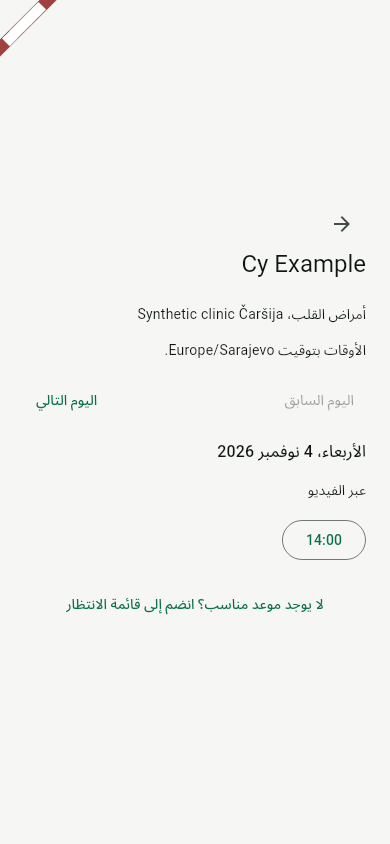 Cy Example
أمراض القلب، Synthetic clinic Čaršija
الأوقات بتوقيت Europe/Sarajevo.
اليوم السابق
اليوم التالي
الأربعاء، 4 نوفمبر 2026
عبر الفيديو
14:00
لا يوجد موعد مناسب؟ انضم إلى قائمة الانتظار